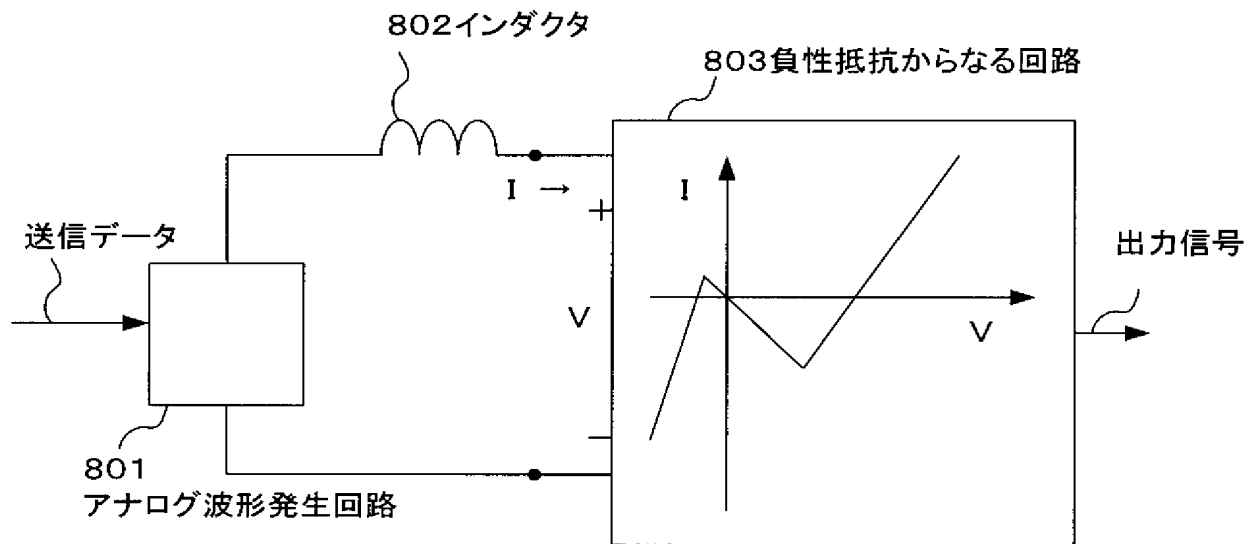 802インダクタ
803負性抵抗からなる回路
I →
+
I
送信データ
出力信号
V
V
−
801
アナログ波形発生回路